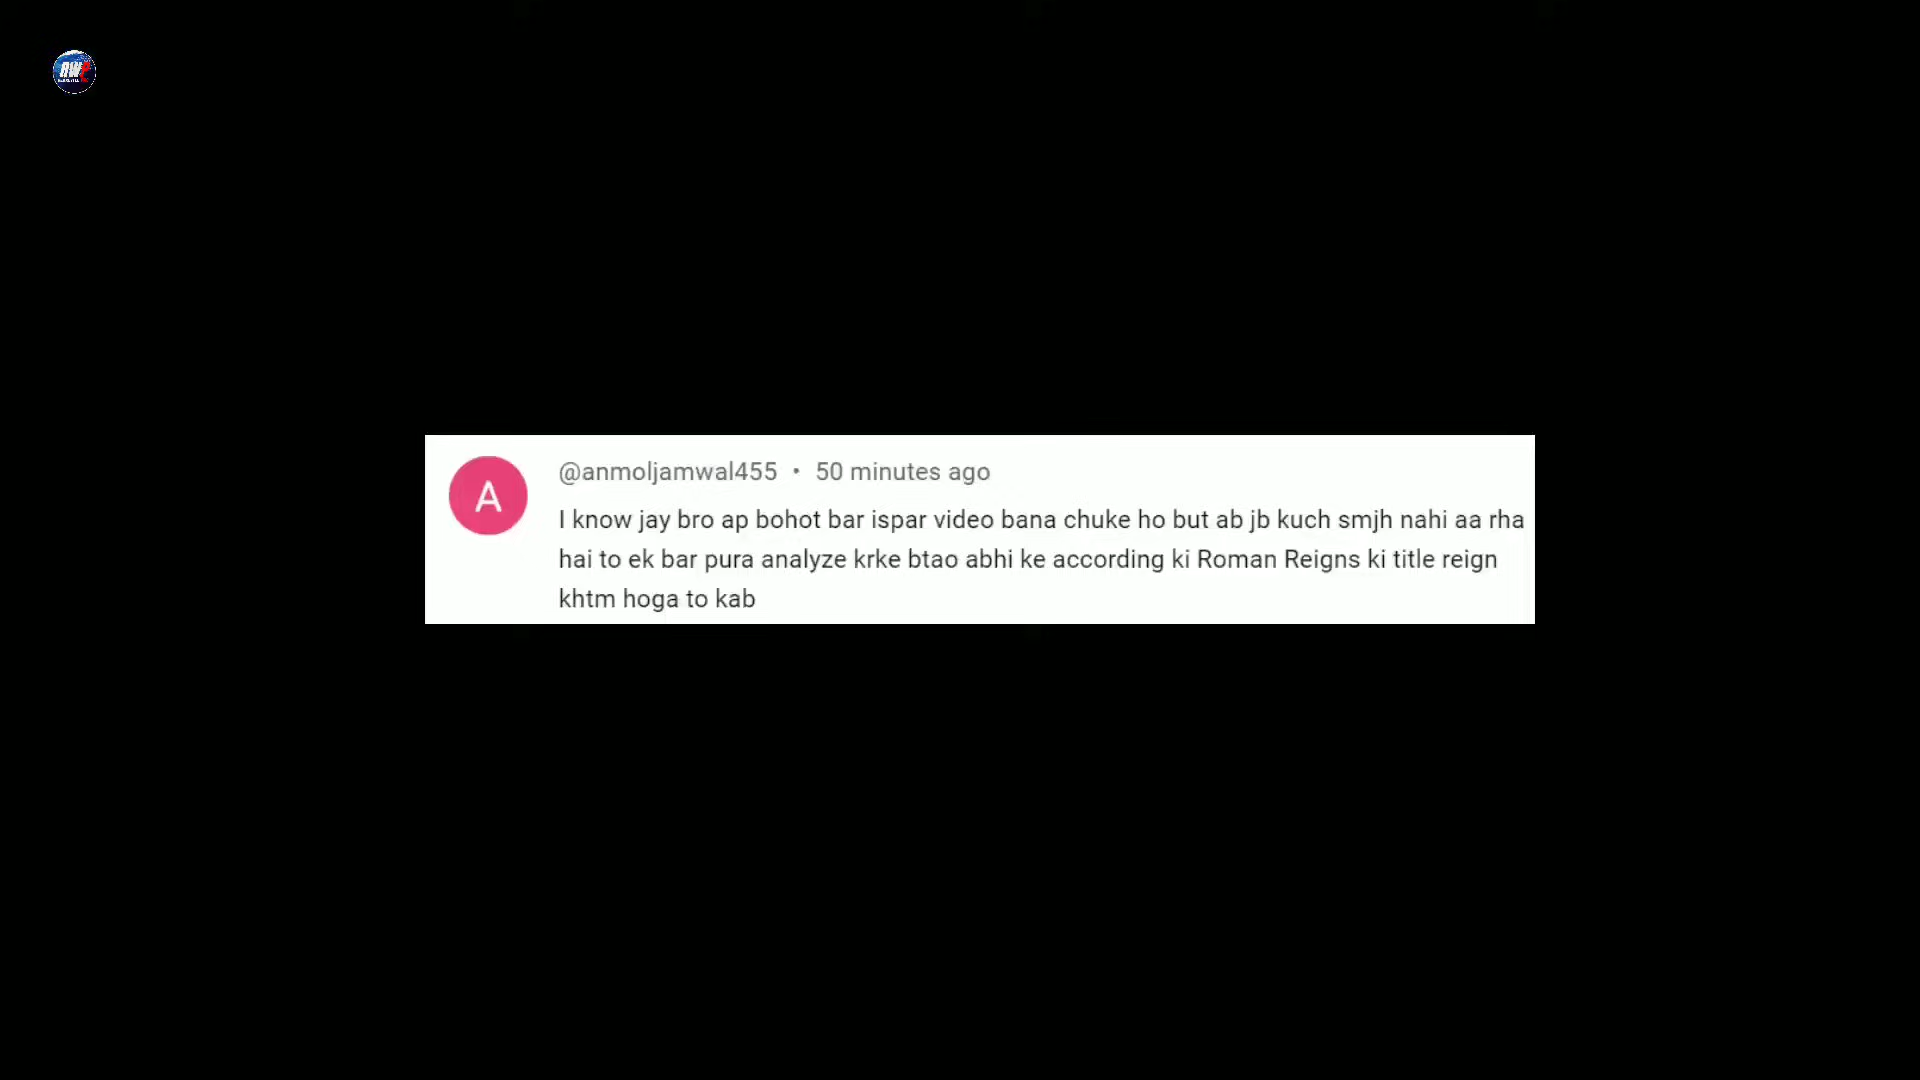 @anmoljamwal455 • 50 minutes ago
I know jay bro ap bohot bar ispar video bana chuke ho but ab jb kuch smjh nahi aa rha
hai to ek bar pura analyze krke btao abhi ke according ki Roman Reigns ki title reign
khtm hoga to kab
A